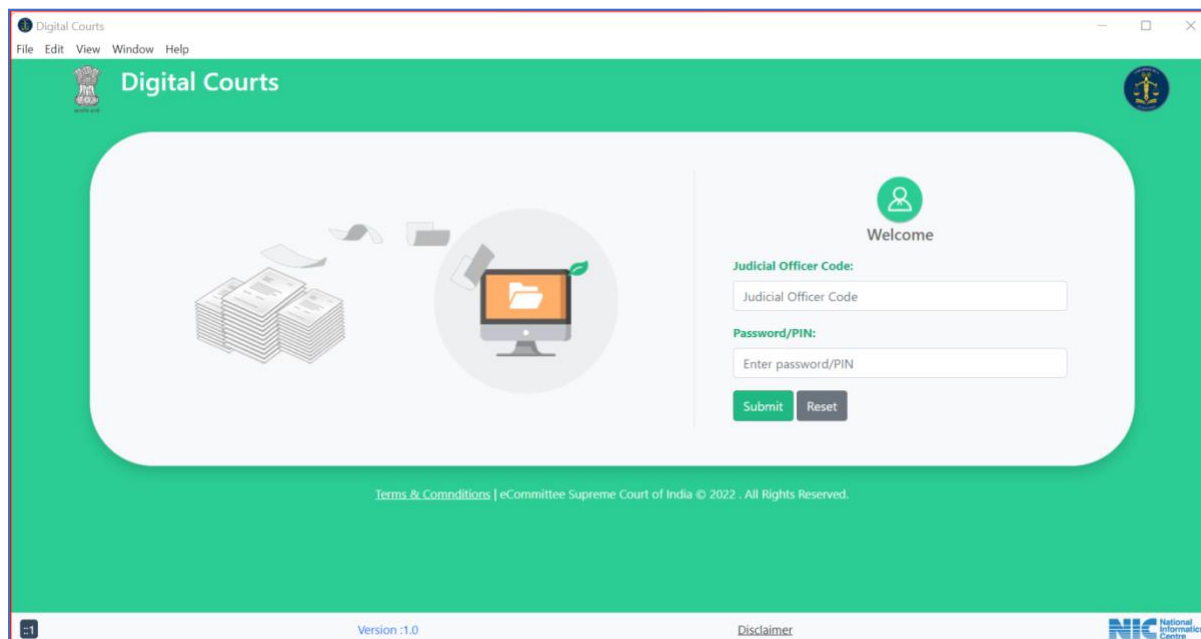 Digital Courts
File Edit View Window Help
Digital Courts
Welcome
Judicial Officer Code:
Judicial Officer Code
Password/PIN:
Enter password/PIN
Submit Reset
Terms & Comnditions | eCommittee Supreme Court of India © 2022 . All Rights Reserved.
::1 Version :1.0 Disclaimer NIC National
Informatics
Centre